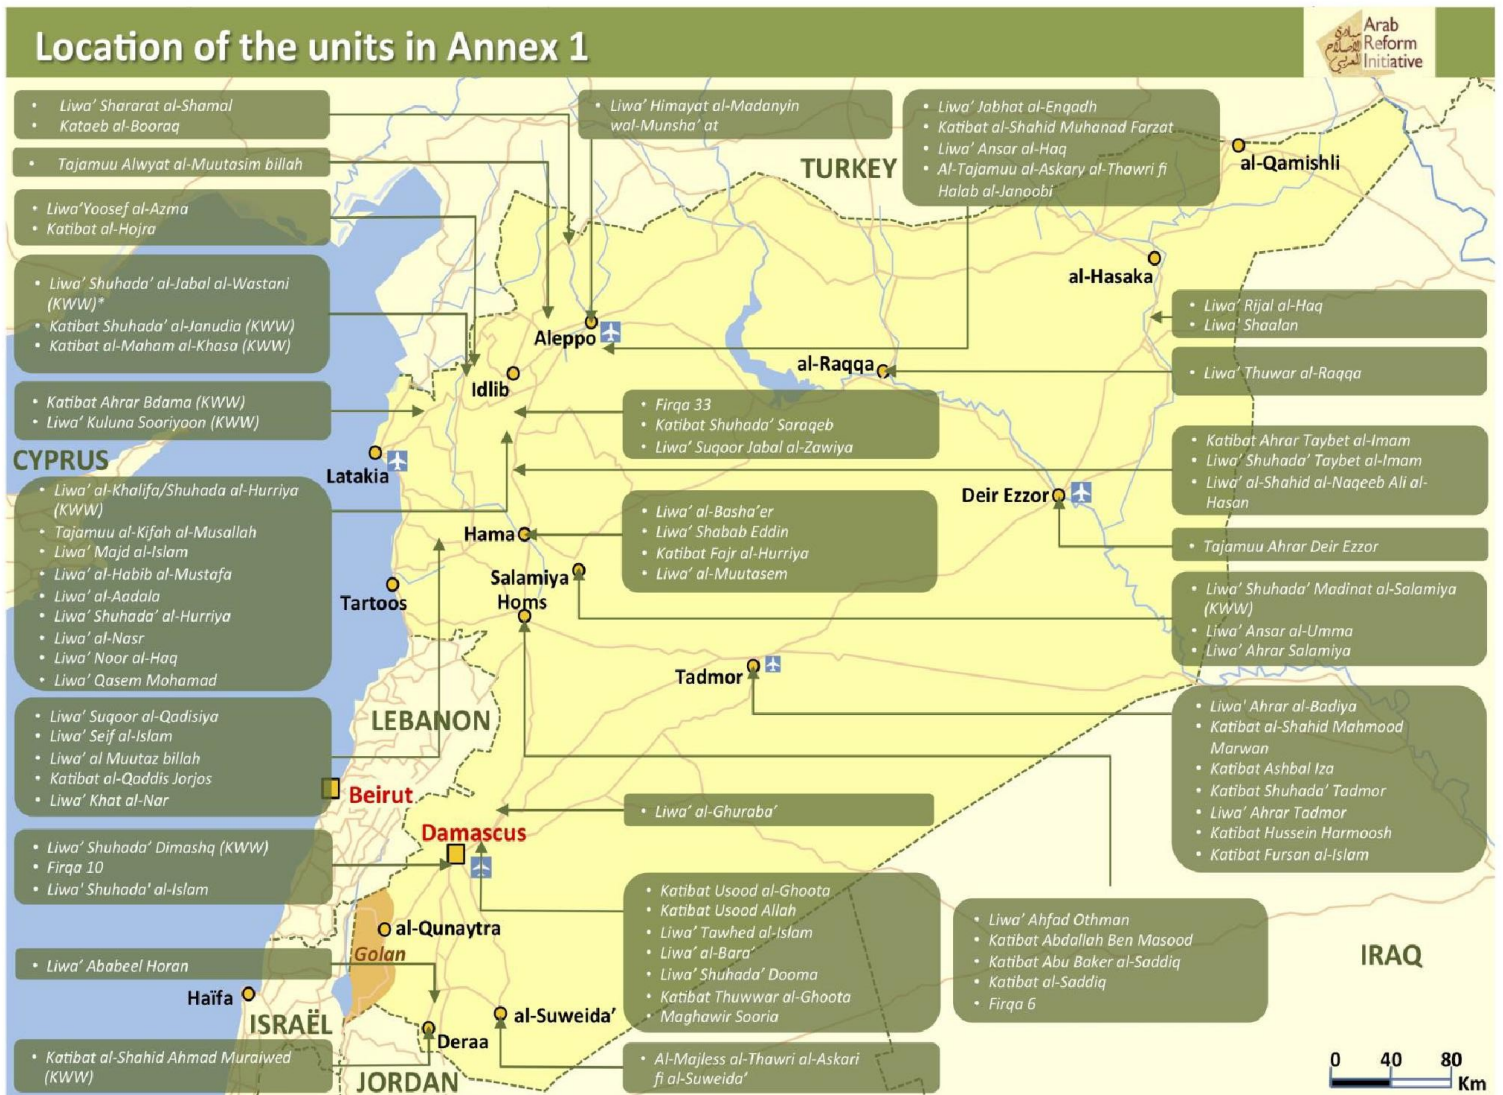 Location of the units in Annex 1
مبادرة
الإصلاح
العربي
Arab
Reform
Initiative
• Liwa' Shararat al-Shamal
• Kataeb al-Booraq
• Liwa' Himayat al-Madanyin
wal-Munsha' at
• Liwa' Jabhat al-Enqadh
• Katibat al-Shahid Muhanad Farzat
• Liwa' Ansar al-Haq
• Al-Tajamuu al-Askary al-Thawri fi
Halab al-Janoobi
• Tajamuu Alwyat al-Muutasim billah
TURKEY
al-Qamishli
• Liwa'Yoosef al-Azma
• Katibat al-Hojra
al-Hasaka
• Liwa' Shuhada' al-Jabal al-Wastani
(KWW)*
• Katibat Shuhada' al-Janudia (KWW)
• Katibat al-Maham al-Khasa (KWW)
• Liwa' Rijal al-Haq
• Liwa' Shaalan
Aleppo
al-Raqqa
• Liwa' Thuwar al-Raqqa
Idlib
• Katibat Ahrar Bdama (KWW)
• Liwa' Kuluna Sooriyoon (KWW)
• Firqa 33
• Katibat Shuhada' Saraqeb
• Liwa' Suqoor Jabal al-Zawiya
• Katibat Ahrar Taybet al-Imam
• Liwa' Shuhada' Taybet al-Imam
• Liwa' al-Shahid al-Naqeeb Ali al-
Hasan
CYPRUS
Latakia
• Liwa' al-Khalifa/Shuhada al-Hurriya
(KWW)
• Tajamuu al-Kifah al-Musallah
• Liwa' Majd al-Islam
• Liwa' al-Habib al-Mustafa
• Liwa' al-Aadala
• Liwa' Shuhada' al-Hurriya
• Liwa' al-Nasr
• Liwa' Noor al-Haq
• Liwa' Qasem Mohamad
Deir Ezzor
Hama
• Liwa' al-Basha'er
• Liwa' Shabab Eddin
• Katibat Fajr al-Hurriya
• Liwa' al-Muutasem
• Tajamuu Ahrar Deir Ezzor
Salamiya
Homs
Tartoos
• Liwa' Shuhada' Madinat al-Salamiya
(KWW)
• Liwa' Ansar al-Umma
• Liwa' Ahrar Salamiya
Tadmor
• Liwa' Suqoor al-Qadisiya
• Liwa' Seif al-Islam
• Liwa' al Muutaz billah
• Katibat al-Qaddis Jorjos
• Liwa' Khat al-Nar
LEBANON
• Liwa' Ahrar al-Badiya
• Katibat al-Shahid Mahmood
Marwan
• Katibat Ashbal Iza
• Katibat Shuhada' Tadmor
• Liwa' Ahrar Tadmor
• Katibat Hussein Harmoosh
• Katibat Fursan al-Islam
Beirut
• Liwa' al-Ghuraba'
Damascus
• Liwa' Shuhada' Dimashq (KWW)
• Firqa 10
• Liwa' Shuhada' al-Islam
• Katibat Usood al-Ghoota
• Katibat Usood Allah
• Liwa' Tawhed al-Islam
• Liwa' al-Bara'
• Liwa' Shuhada' Dooma
• Katibat Thuwwar al-Ghoota
• Maghawir Sooria
• Liwa' Ahfad Othman
• Katibat Abdallah Ben Masood
• Katibat Abu Baker al-Saddiq
• Katibat al-Saddiq
• Firqa 6
al-Qunaytra
Golan
IRAQ
• Liwa' Ababeel Horan
Haïfa
ISRAËL
al-Suweida'
Deraa
• Katibat al-Shahid Ahmad Muraiwed
(KWW)
JORDAN
• Al-Majless al-Thawri al-Askari
fi al-Suweida'
0 40 80
Km